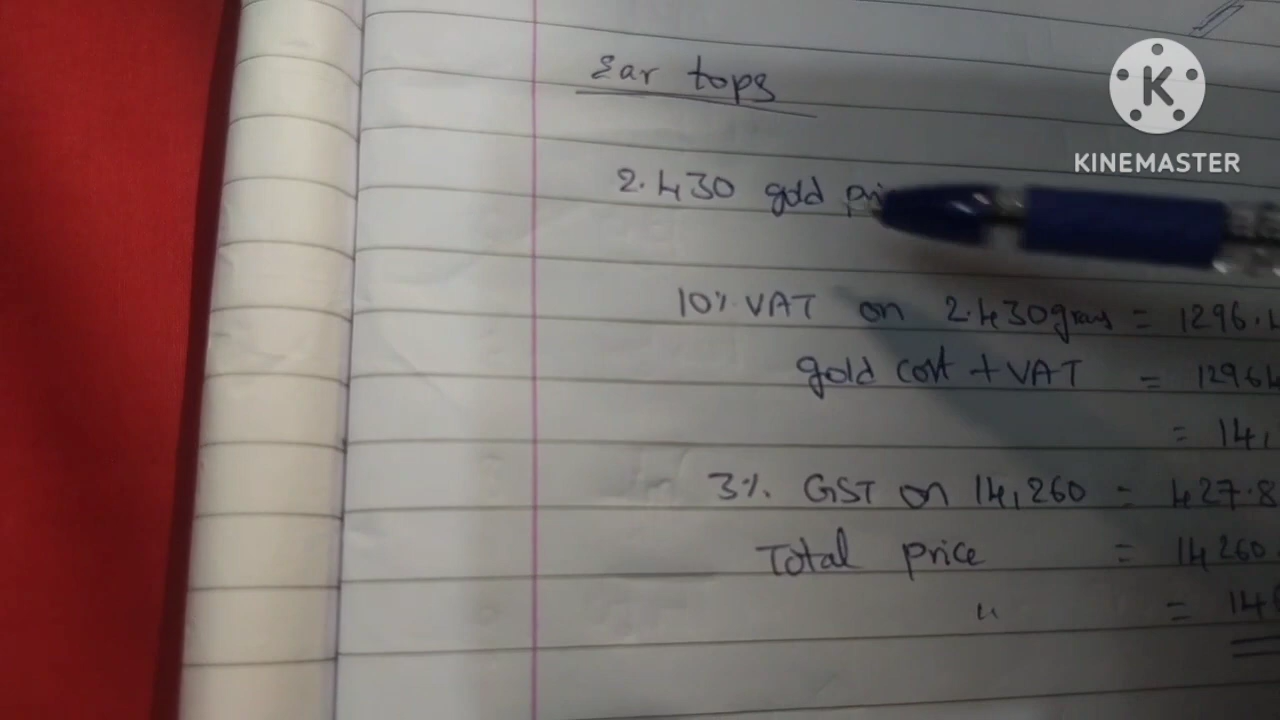 Ear tops
K
KINEMASTER
2.430 gold
10% VAT on 2.430grams = 1296.
gold cost + VAT = 1296
= 14,
3% GST on 14,260 = 427.8
Total price = 14260
" = 14